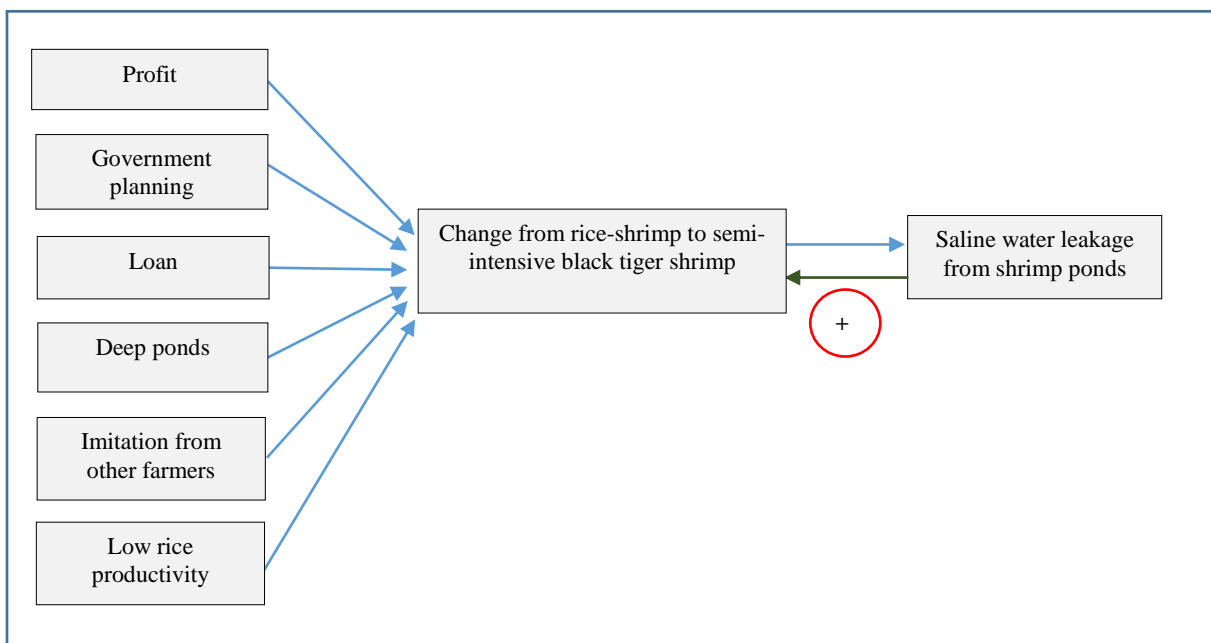 Profit
Government
planning
Loan
Deep ponds
Imitation from
other farmers
Low rice
productivity
Change from rice-shrimp to semi-
intensive black tiger shrimp
Saline water leakage
from shrimp ponds
+